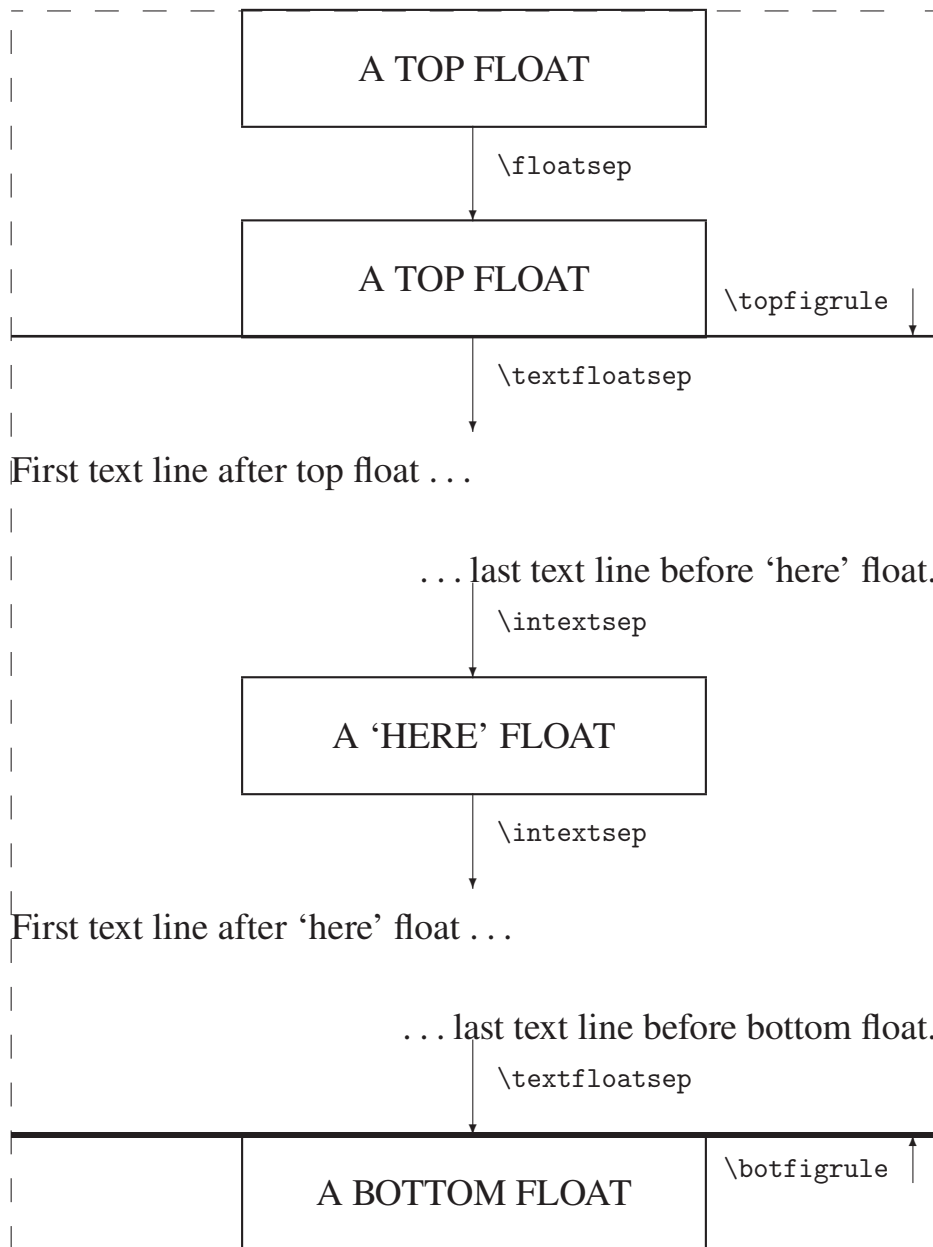 A TOP FLOAT
\floatsep
A TOP FLOAT
\topfigrule
\textfloatsep
First text line after top float . . .
. . . last text line before ‘here’ float.
\intextsep
A ‘HERE’ FLOAT
\intextsep
First text line after ‘here’ float . . .
. . . last text line before bottom float.
\textfloatsep
\botfigrule
A BOTTOM FLOAT